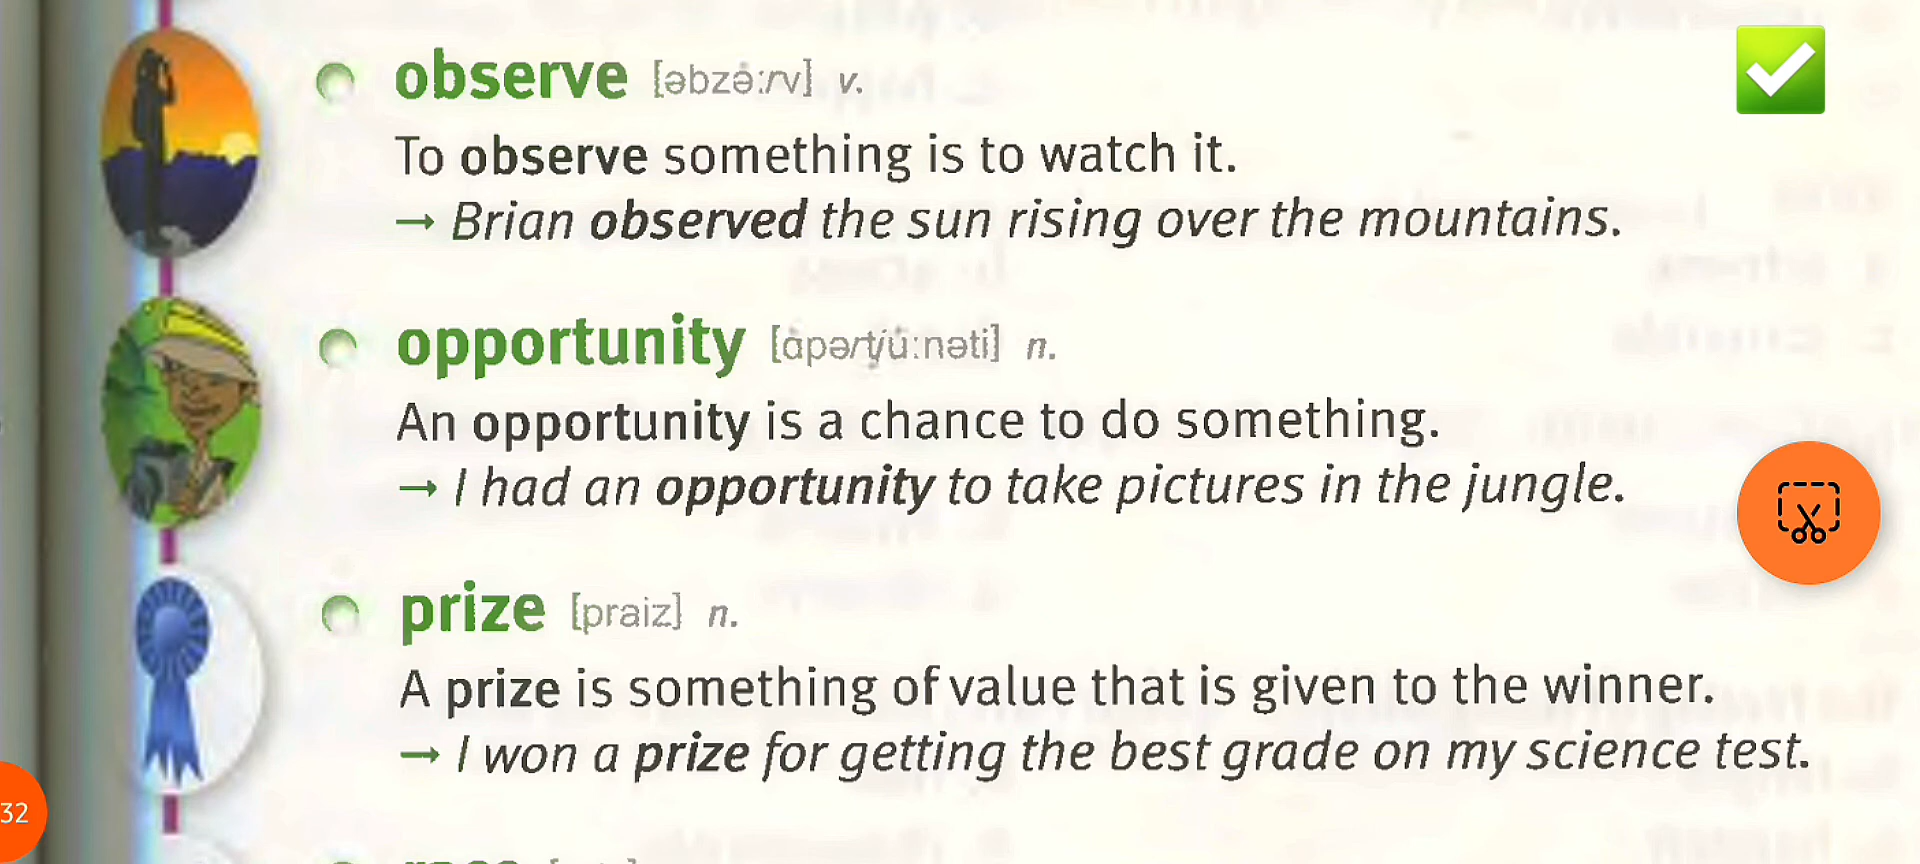 observe [əbzə́ːrv] v.
To observe something is to watch it.
→ Brian observed the sun rising over the mountains.
opportunity [ɑ̀pərtjúːnəti] n.
An opportunity is a chance to do something.
→ I had an opportunity to take pictures in the jungle.
prize [praiz] n.
A prize is something of value that is given to the winner.
→ I won a prize for getting the best grade on my science test.
32